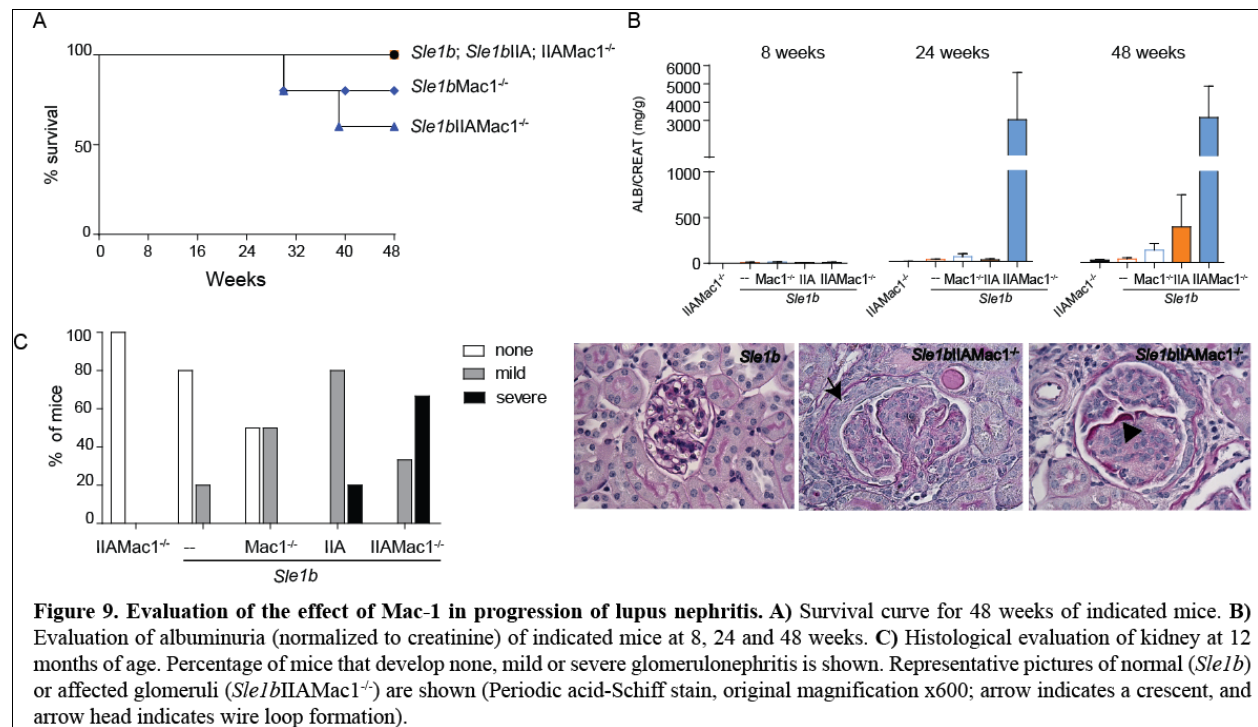 A
% survival
100
50
0
0 8 16 24 32 40 48
Weeks
Sle1b; Sle1bIIA; IIAMac1-/-
Sle1bMac1-/-
Sle1bIIAMac1-/-
B
8 weeks
24 weeks
48 weeks
ALB/CREAT (mg/g)
6000
5000
4000
3000
1000
500
0
IIAMac1-/- -- Mac1-/- IIA IIAMac1-/-
Sle1b
IIAMac1-/- -- Mac1-/- IIA IIAMac1-/-
Sle1b
IIAMac1-/- -- Mac1-/- IIA IIAMac1-/-
Sle1b
C
% of mice
100
80
60
40
20
0
IIAMac1-/- -- Mac1-/- IIA IIAMac1-/-
Sle1b
none
mild
severe
Sle1b
Sle1bIIAMac1-/-
Sle1bIIAMac1-/-
Figure 9. Evaluation of the effect of Mac-1 in progression of lupus nephritis. A) Survival curve for 48 weeks of indicated mice. B)
Evaluation of albuminuria (normalized to creatinine) of indicated mice at 8, 24 and 48 weeks. C) Histological evaluation of kidney at 12
months of age. Percentage of mice that develop none, mild or severe glomerulonephritis is shown. Representative pictures of normal (Sle1b)
or affected glomeruli (Sle1bIIAMac1-/-) are shown (Periodic acid-Schiff stain, original magnification x600; arrow indicates a crescent, and
arrow head indicates wire loop formation).